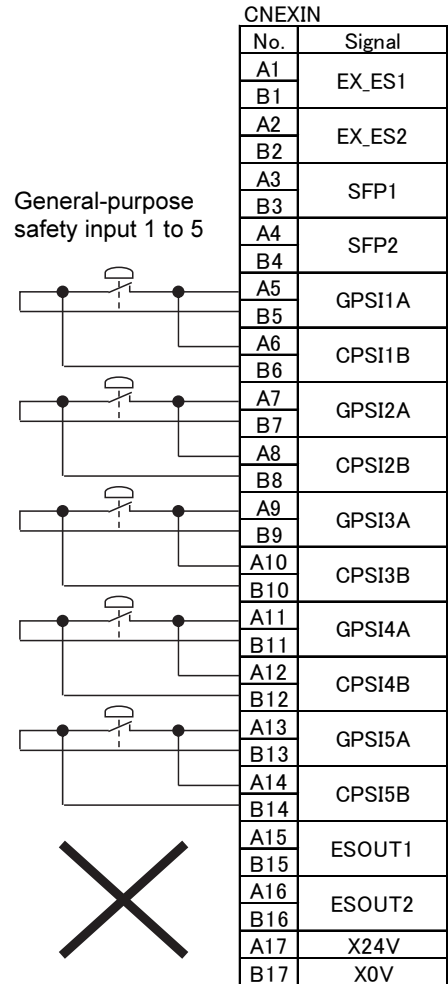 CNEXIN
No. Signal
A1 EX_ES1
B1
A2 EX_ES2
B2
General-purpose
safety input 1 to 5
A3 SFP1
B3
A4 SFP2
B4
A5 GPSI1A
B5
A6 CPSI1B
B6
A7 GPSI2A
B7
A8 CPSI2B
B8
A9 GPSI3A
B9
A10 CPSI3B
B10
A11 GPSI4A
B11
A12 CPSI4B
B12
A13 GPSI5A
B13
A14 CPSI5B
B14
A15 ESOUT1
B15
A16 ESOUT2
B16
A17 X24V
B17 X0V